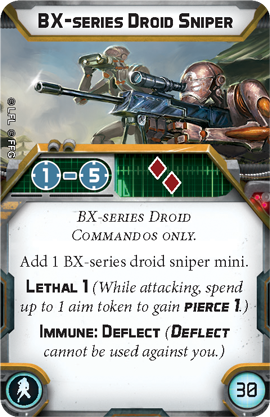 BX-SERIES DROID SNIPER
© LFL © FFG
1 – 5
BX-SERIES DROID
COMMANDOS ONLY.
Add 1 BX-series droid sniper mini.
LETHAL 1 (While attacking, spend
up to 1 aim token to gain PIERCE 1.)
IMMUNE: DEFLECT (DEFLECT
cannot be used against you.)
30